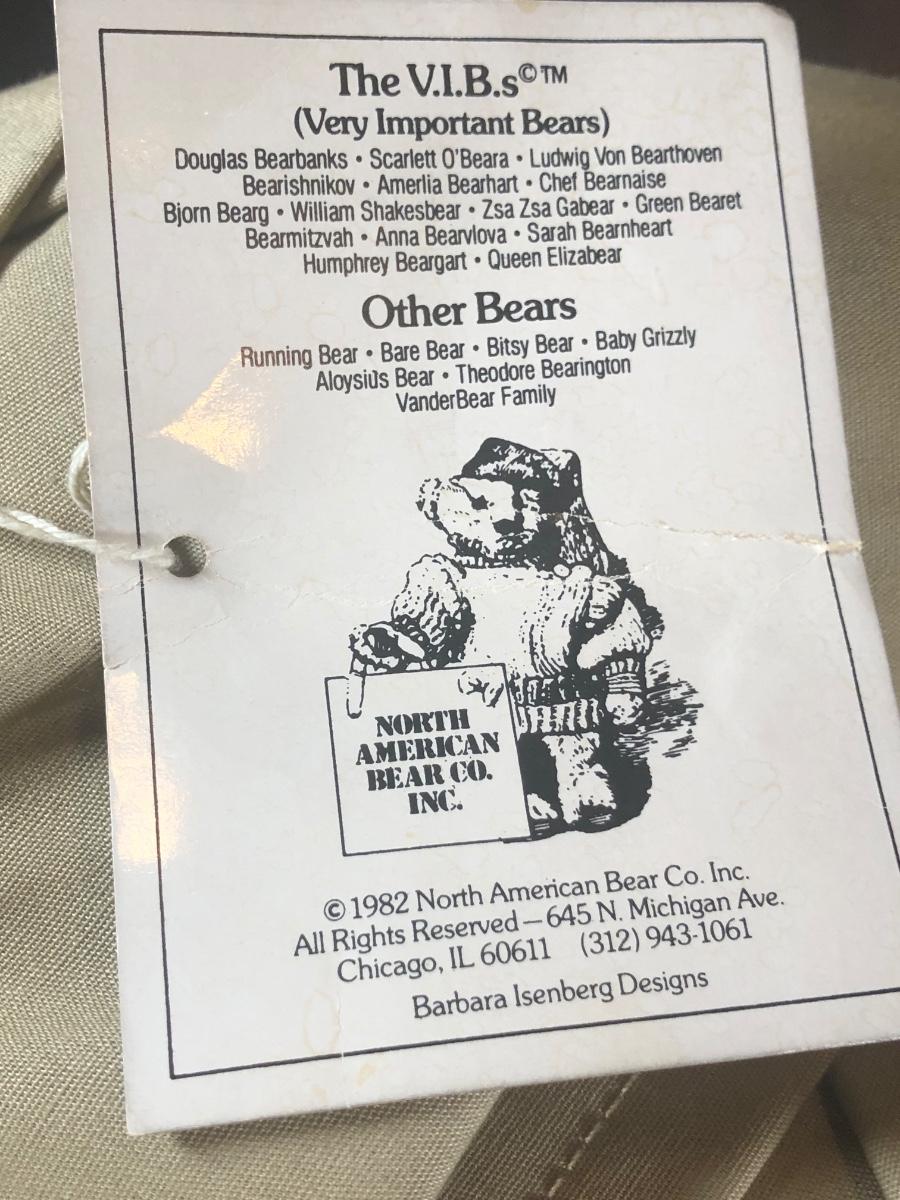 The V.I.B.s©™
(Very Important Bears)
Douglas Bearbanks • Scarlett O'Beara • Ludwig Von Bearthoven
Bearishnikov • Amerlia Bearhart • Chef Bearnaise
Bjorn Bearg • William Shakesbear • Zsa Zsa Gabear • Green Bearet
Bearmitzvah • Anna Bearvlova • Sarah Bearnheart
Humphrey Beargart • Queen Elizabear
Other Bears
Running Bear • Bare Bear • Bitsy Bear • Baby Grizzly
Aloysius Bear • Theodore Bearington
VanderBear Family
NORTH
AMERICAN
BEAR CO.
INC.
©1982 North American Bear Co. Inc.
All Rights Reserved—645 N. Michigan Ave.
Chicago, IL 60611 (312) 943-1061
Barbara Isenberg Designs